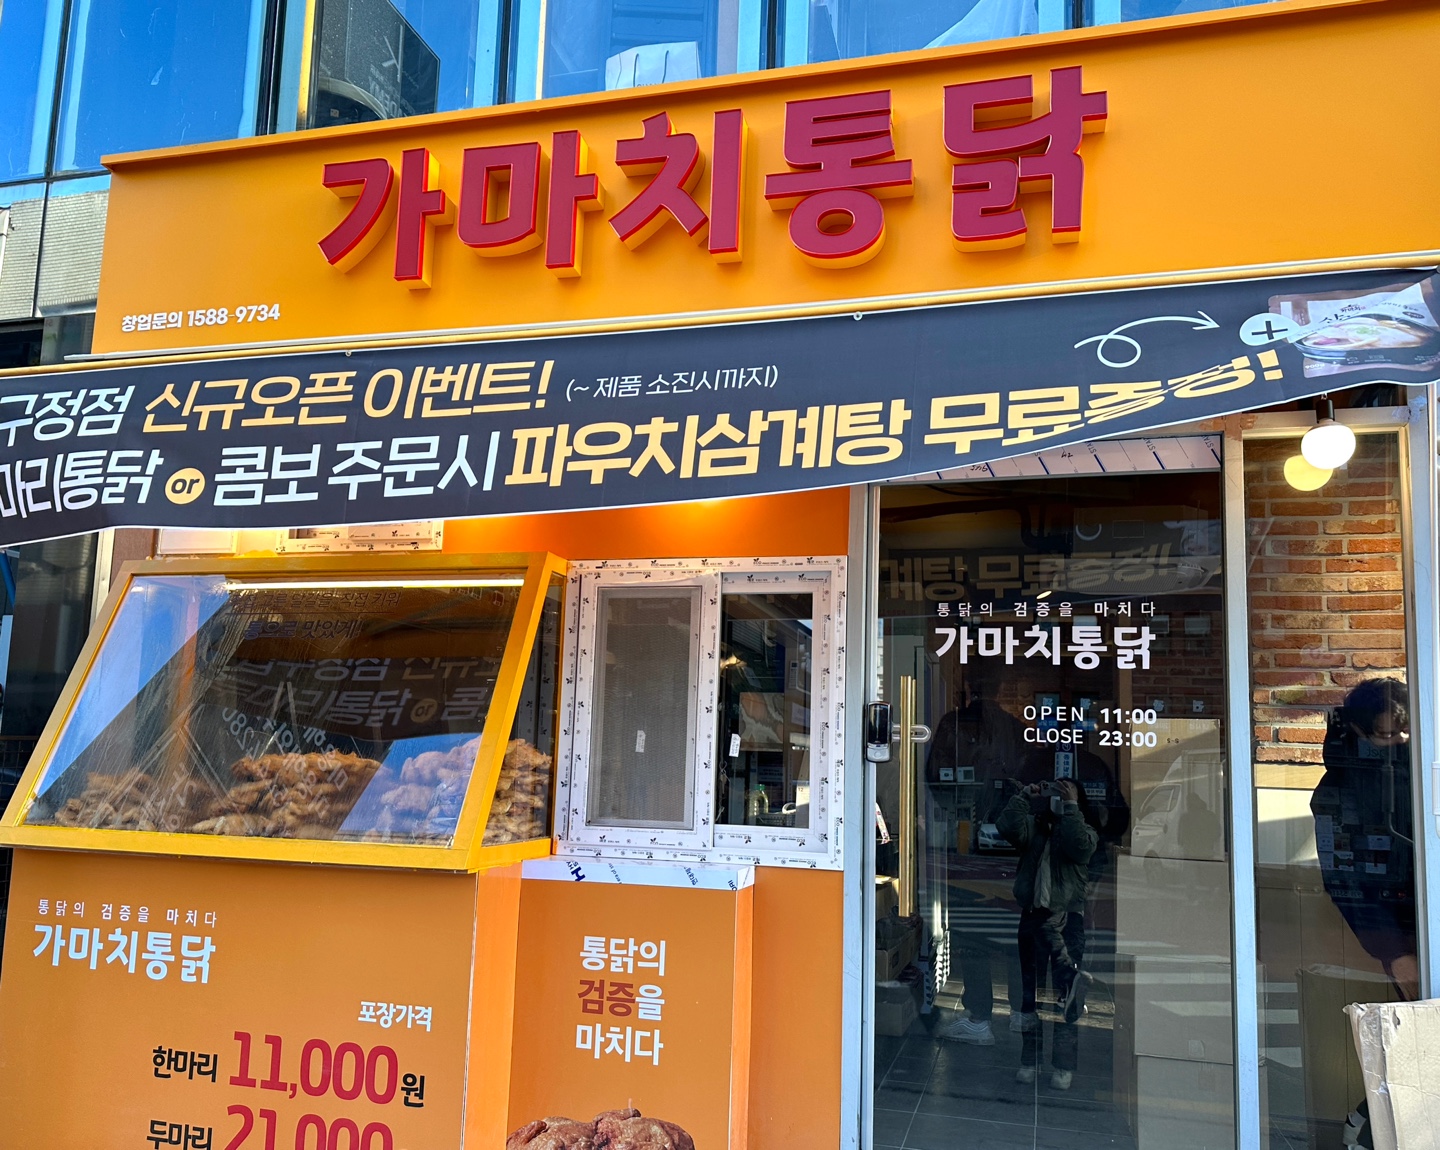 가마치통닭
창업문의 1588-9734
구정점 신규오픈 이벤트! (~ 제품 소진시까지)
마리통닭 or 콤보 주문시 파우치삼계탕 무료증정!
통닭의 검증을 마치다
가마치통닭
OPEN 11:00
CLOSE 23:00
통닭의 검증을 마치다
가마치통닭
포장가격
한마리 11,000원
두마리 21,000
통닭의
검증을
마치다